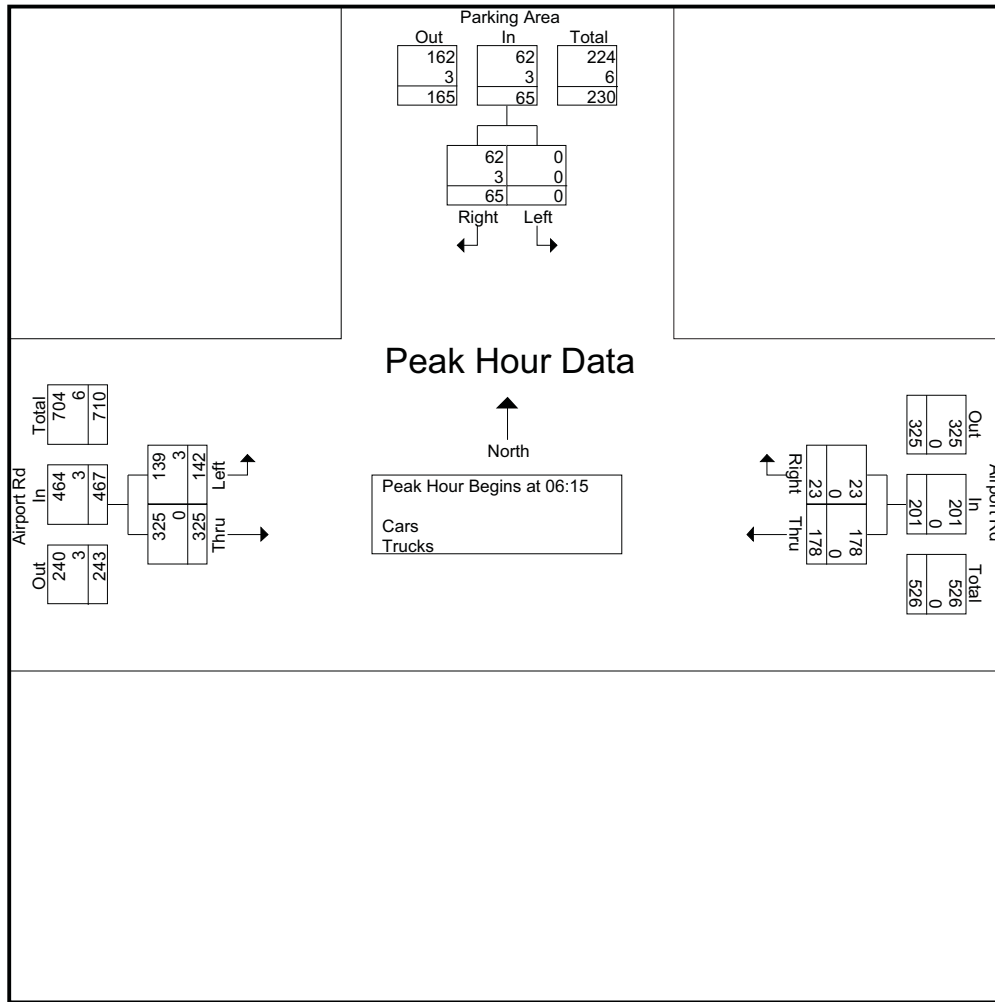 Parking Area
Out In Total
162 62 224
3 3 6
165 65 230
62 0
3 0
65 0
Right Left
Peak Hour Data
North
Peak Hour Begins at 06:15
Cars
Trucks
Airport Rd
Out In Total
240 464 704
3 3 6
243 467 710
325 139
0 3
325 142
Thru Left
Airport Rd
Out In Total
325 201 526
0 0 0
325 201 526
23 178
0 0
23 178
Right Thru